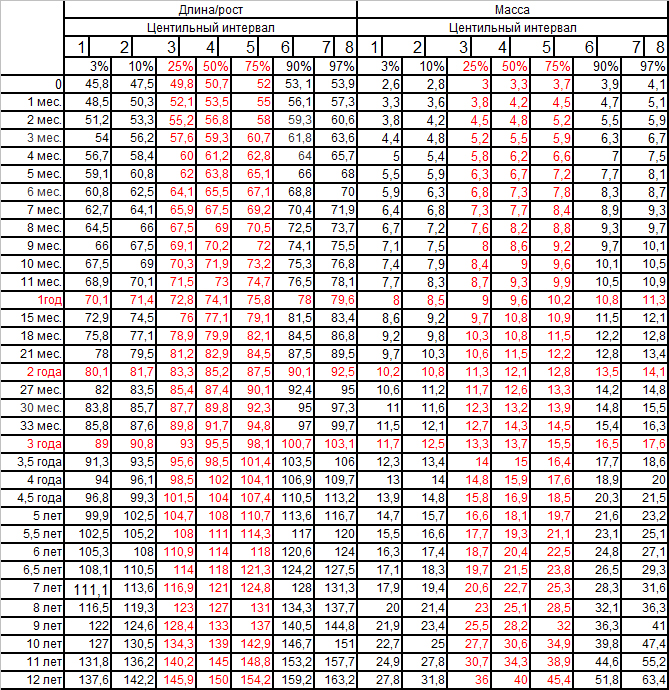 Длина/рост Масса
Центильный интервал Центильный интервал
1 2 3 4 5 6 7 8 1 2 3 4 5 6 7 8
3% 10% 25% 50% 75% 90% 97% 3% 10% 25% 50% 75% 90% 97%
0 45,8 47,5 49,8 50,7 52 53, 1 53,9 2,6 2,8 3 3,3 3,7 3,9 4,1
1 мес. 48,5 50,3 52,1 53,5 55 56,1 57,3 3,3 3,6 3,8 4,2 4,5 4,7 5,1
2 мес. 51,2 53,3 55,2 56,8 58 59,3 60,6 3,8 4,2 4,5 4,8 5,2 5,5 5,9
3 мес. 54 56,2 57,6 59,3 60,7 61,8 63,6 4,4 4,8 5,2 5,5 5,9 6,3 6,7
4 мес. 56,7 58,4 60 61,2 62,8 64 65,7 5 5,4 5,8 6,2 6,6 7 7,5
5 мес. 59,1 60,8 62 63,8 65,1 66 68 5,5 5,9 6,3 6,7 7,2 7,7 8,1
6 мес. 60,8 62,5 64,1 65,5 67,1 68,8 70 5,9 6,3 6,8 7,3 7,8 8,3 8,7
7 мес. 62,7 64,1 65,9 67,5 69,2 70,4 71,9 6,4 6,8 7,3 7,7 8,4 8,9 9,3
8 мес. 64,5 66 67,5 69 70,5 72,5 73,7 6,7 7,2 7,6 8,2 8,8 9,3 9,7
9 мес. 66 67,5 69,1 70,2 72 74,1 75,5 7,1 7,5 8 8,6 9,2 9,7 10,1
10 мес. 67,5 69 70,3 71,9 73,2 75,3 76,8 7,4 7,9 8,4 9 9,6 10,1 10,5
11 мес. 68,9 70,1 71,5 73 74,7 76,5 78,1 7,7 8,3 8,7 9,3 9,9 10,5 10,9
1год 70,1 71,4 72,8 74,1 75,8 78 79,6 8 8,5 9 9,6 10,2 10,8 11,3
15 мес. 72,9 74,5 76 77,1 79,1 81,5 83,4 8,6 9,2 9,7 10,8 10,9 11,5 12,1
18 мес. 75,8 77,1 78,9 79,9 82,1 84,5 86,8 9,2 9,8 10,3 10,8 11,5 12,2 12,8
21 мес. 78 79,5 81,2 82,9 84,5 87,5 89,5 9,7 10,3 10,6 11,5 12,2 12,8 13,4
2 года 80,1 81,7 83,3 85,2 87,5 90,1 92,5 10,2 10,8 11,3 12,1 12,8 13,5 14,1
27 мес. 82 83,5 85,4 87,4 90,1 92,4 95 10,6 11,2 11,7 12,6 13,3 14,2 14,8
30 мес. 83,8 85,7 87,7 89,8 92,3 95 97,3 11 11,6 12,3 13,2 13,9 14,8 15,5
33 мес. 85,8 87,6 89,8 91,7 94,8 97 99,7 11,5 12,1 12,7 14,3 14,5 15,4 16,3
3 года 89 90,8 93 95,5 98,1 100,7 103,1 11,7 12,5 13,3 13,7 15,5 16,5 17,6
3,5 года 91,3 93,5 95,6 98,5 101,4 103,5 106 12,3 13,4 14 15 16,4 17,7 18,6
4 года 94 96,1 98,5 102 104,1 106,9 109,7 13 14 14,8 15,9 17,6 18,9 20
4,5 года 96,8 99,3 101,5 104 107,4 110,5 113,2 13,9 14,8 15,8 16,9 18,5 20,3 21,5
5 лет 99,9 102,5 104,7 108 110,7 113,6 116,7 14,7 15,7 16,6 18,1 19,7 21,6 23,2
5,5 лет 102,5 105,2 108 111 114,3 117 120 15,5 16,6 17,7 19,3 21,1 23,1 25,1
6 лет 105,3 108 110,9 114 118 120,6 124 16,3 17,4 18,8 20,4 22,5 24,8 27,1
6,5 лет 108,1 110,5 114 118 121,3 124,2 127,5 17,1 18,3 19,7 21,5 23,8 26,5 29,3
7 лет 111,1 113,6 116,9 121 124,8 128 131,3 17,9 19,4 20,6 22,7 25,3 28,3 31,6
8 лет 116,5 119,3 123 127 131 134,3 137,7 20 21,4 23 25,1 28,5 32,1 36,3
9 лет 122 124,6 128,4 133 137 140,5 144,8 21,9 23,4 25,5 28,2 32 36,3 41
10 лет 127 130,5 134,3 139 142,9 146,7 151 22,7 25 27,7 30,6 34,9 39,8 47,4
11 лет 131,8 136,2 140,2 145 148,8 153,2 157,7 24,9 27,8 30,7 34,3 38,9 44,6 55,2
12 лет 137,6 142,2 145,9 150 154,2 159,2 163,2 27,8 31,8 36 40 45,4 51,8 63,4